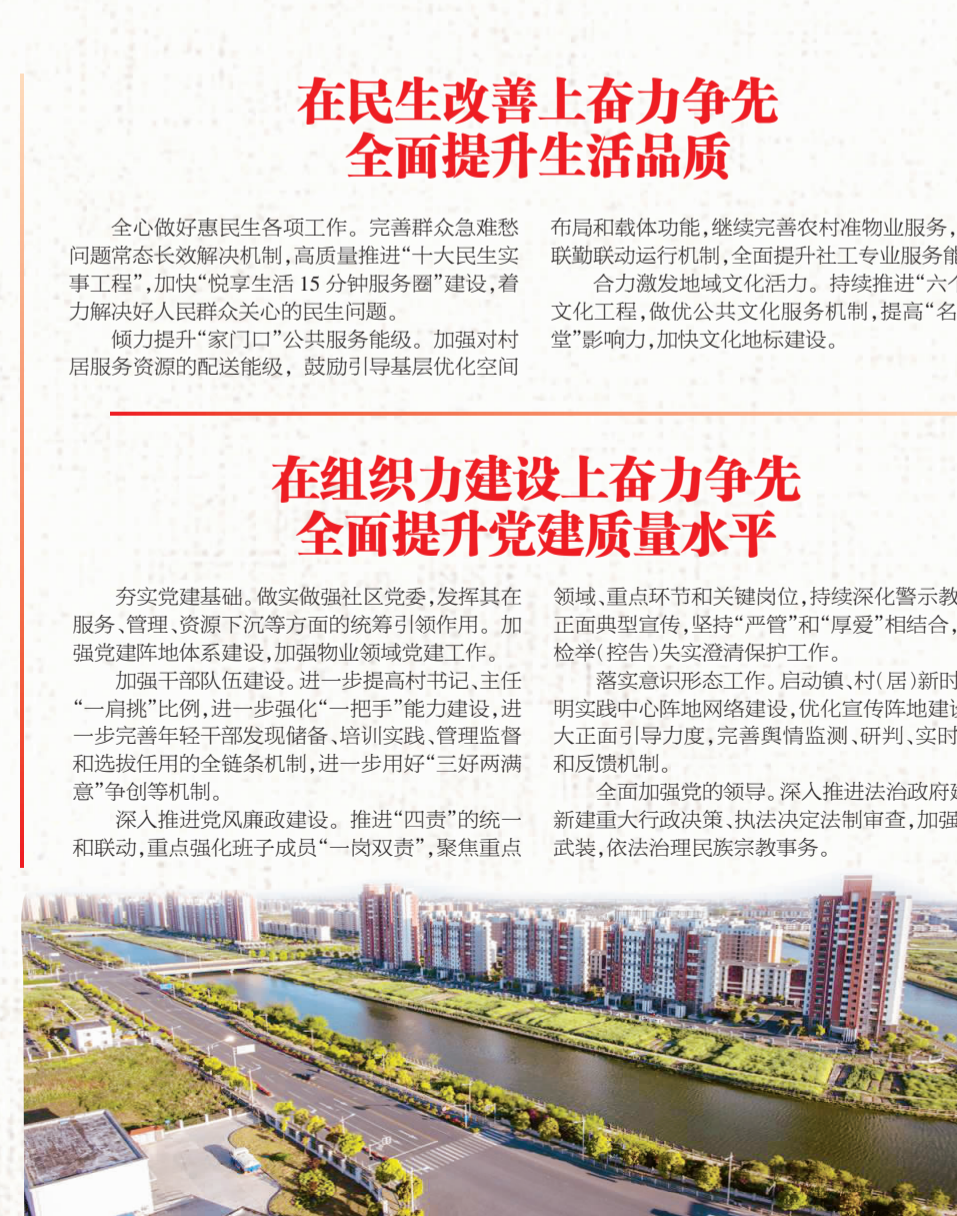 在民生改善上奋力争先
全面提升生活品质
全心做好惠民生各项工作。完善群众急难愁
问题常态长效解决机制,高质量推进“十大民生实
事工程”,加快“悦享生活 15 分钟服务圈”建设,着
力解决好人民群众关心的民生问题。
倾力提升“家门口”公共服务能级。加强对村
居服务资源的配送能级，鼓励引导基层优化空间
布局和载体功能,继续完善农村准物业服务,
联勤联动运行机制,全面提升社工专业服务能
合力激发地域文化活力。持续推进“六个
文化工程,做优公共文化服务机制,提高“名
堂”影响力,加快文化地标建设。
在组织力建设上奋力争先
全面提升党建质量水平
夯实党建基础。做实做强社区党委,发挥其在
服务、管理、资源下沉等方面的统筹引领作用。加
强党建阵地体系建设,加强物业领域党建工作。
加强干部队伍建设。进一步提高村书记、主任
“一肩挑”比例,进一步强化“一把手”能力建设,进
一步完善年轻干部发现储备、培训实践、管理监督
和选拔任用的全链条机制,进一步用好“三好两满
意”争创等机制。
深入推进党风廉政建设。推进“四责”的统一
和联动,重点强化班子成员“一岗双责”,聚焦重点
领域、重点环节和关键岗位,持续深化警示教
正面典型宣传,坚持“严管”和“厚爱”相结合,
检举(控告)失实澄清保护工作。
落实意识形态工作。启动镇、村(居)新时
明实践中心阵地网络建设,优化宣传阵地建设
大正面引导力度,完善舆情监测、研判、实时
和反馈机制。
全面加强党的领导。深入推进法治政府建
新建重大行政决策、执法决定法制审查,加强
武装,依法治理民族宗教事务。